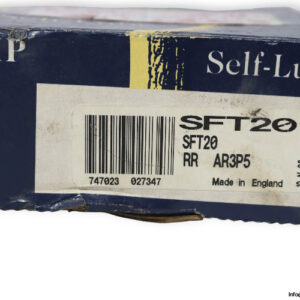 Self-Lu
SFT20
SFT20
RR AR3P5
747023 027347
Made in England